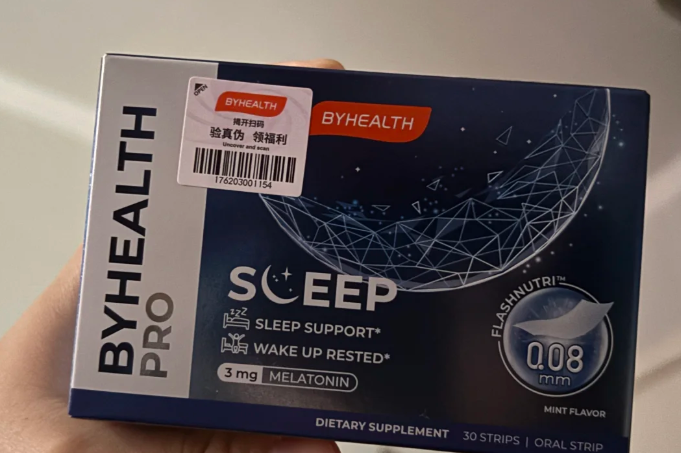 BYHEALTH
PRO
OPEN
BYHEALTH
揭开扫码
验真伪 领福利
Uncover and scan
176203001154
BYHEALTH
SLEEP
zzZ
SLEEP SUPPORT*
WAKE UP RESTED*
3 mg MELATONIN
FLASHNUTRI™
0.08
mm
MINT FLAVOR
DIETARY SUPPLEMENT 30 STRIPS | ORAL STRIP